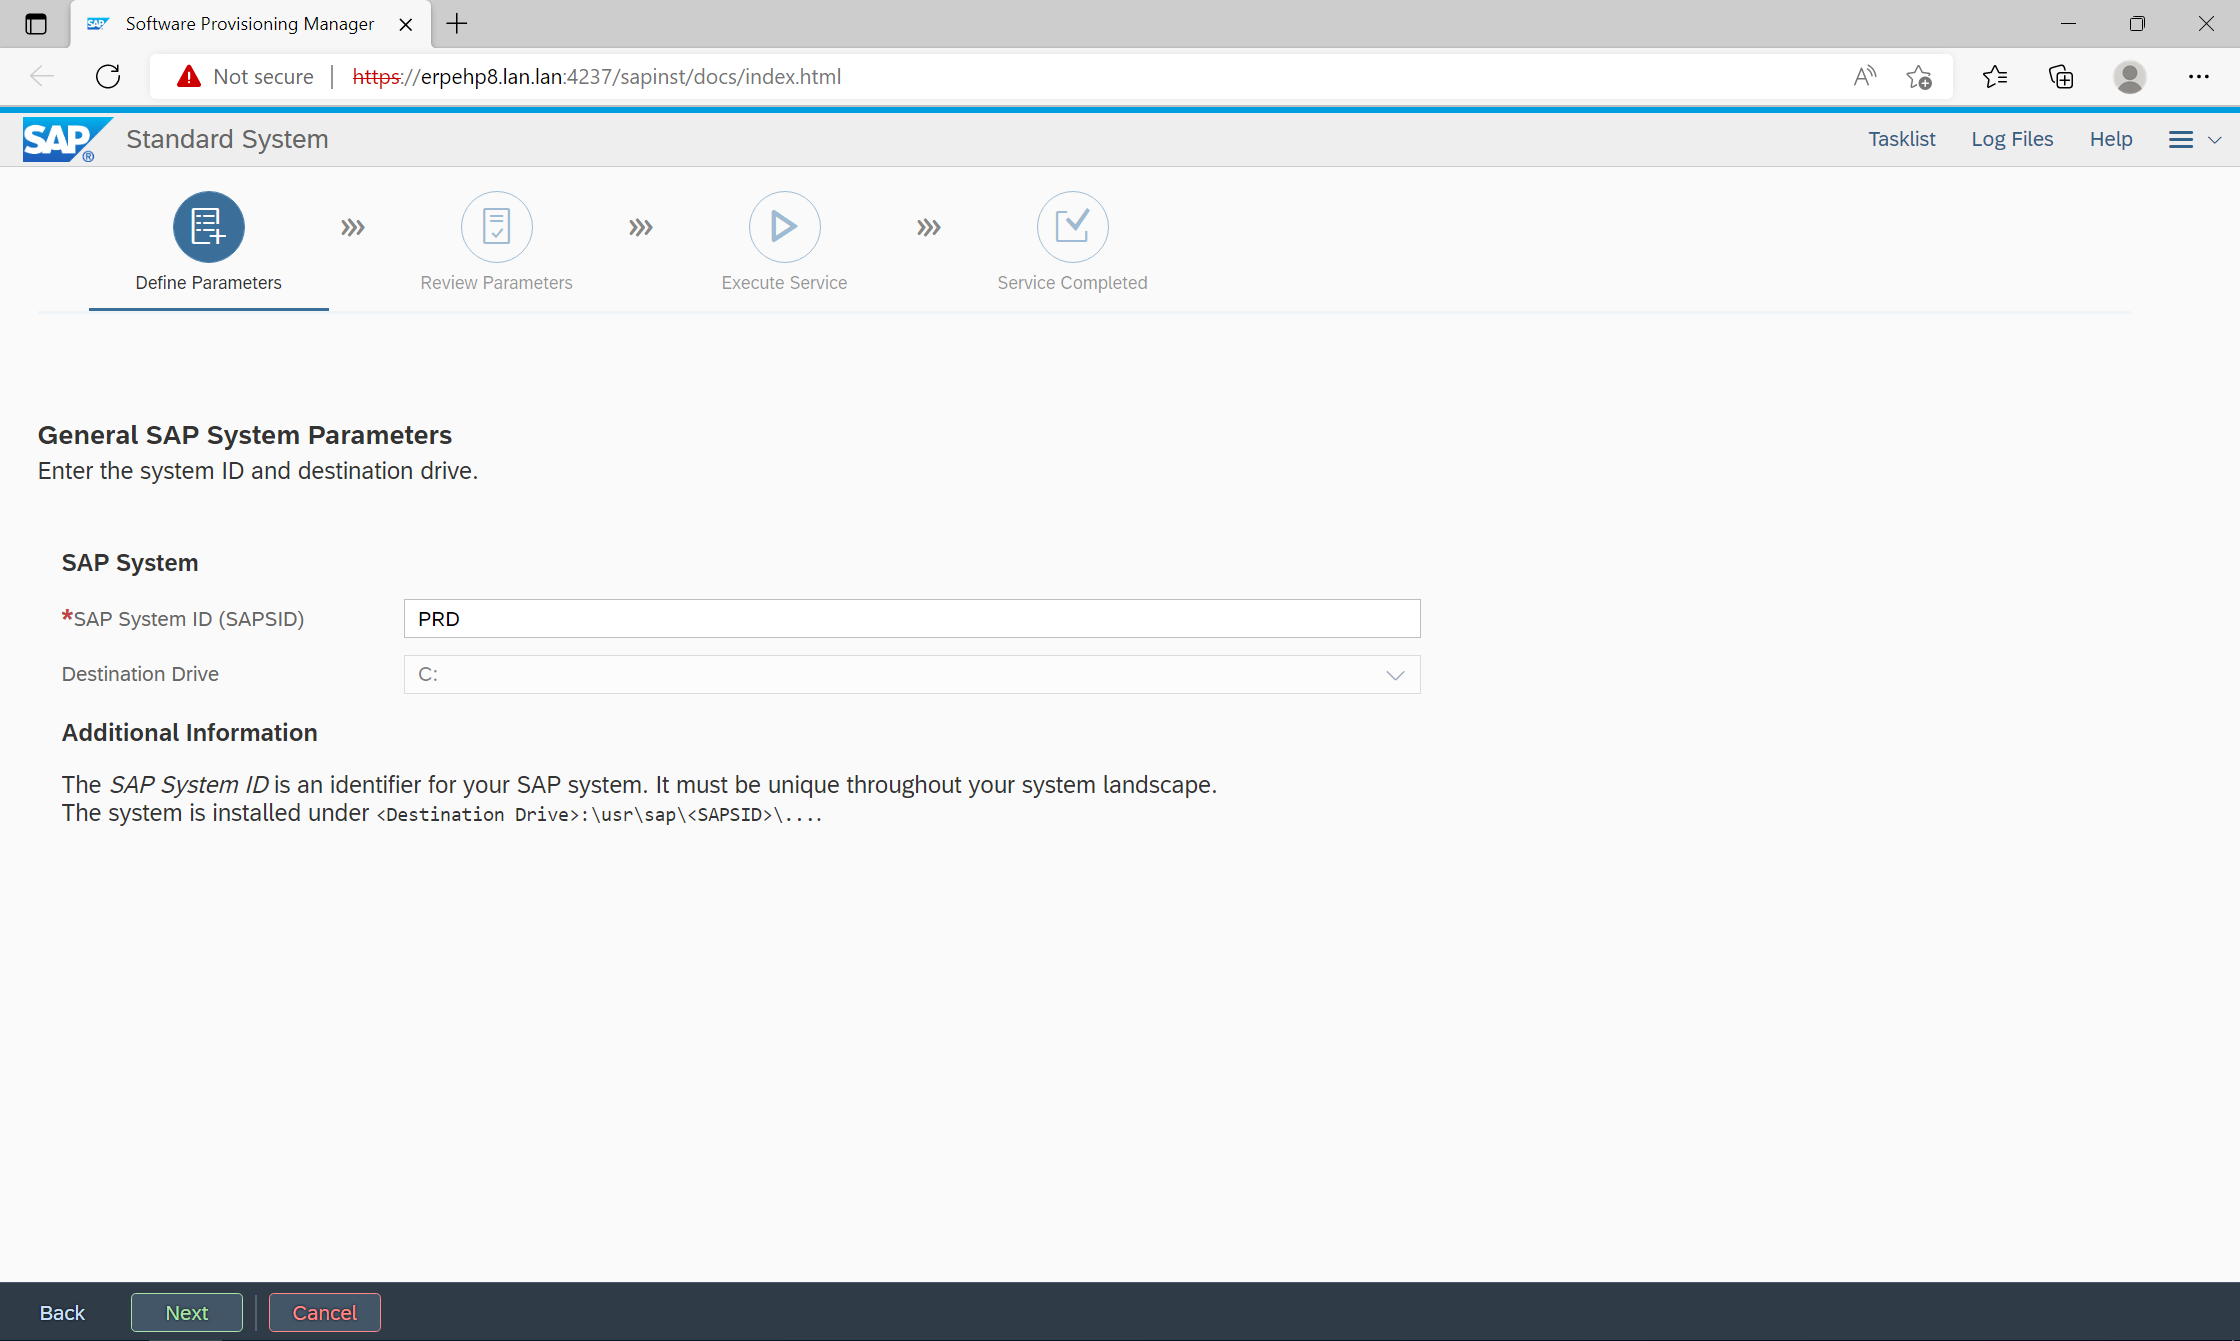 Software Provisioning Manager
Not secure
https://erpehp8.lan.lan:4237/sapinst/docs/index.html
SAP® Standard System
Tasklist Log Files Help
Define Parameters
Review Parameters
Execute Service
Service Completed
General SAP System Parameters
Enter the system ID and destination drive.
SAP System
*SAP System ID (SAPSID) PRD
Destination Drive C:
Additional Information
The SAP System ID is an identifier for your SAP system. It must be unique throughout your system landscape.
The system is installed under <Destination Drive>:\usr\sap\<SAPSID>\....
Back Next Cancel